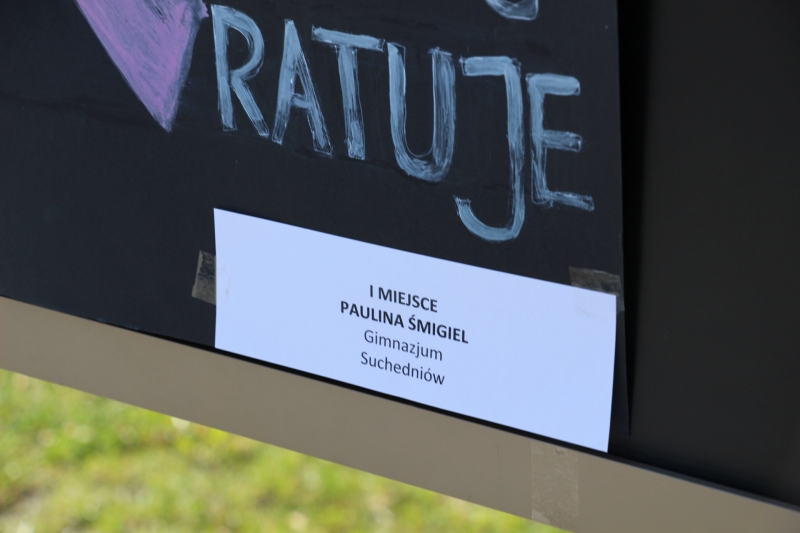 RATUJE
I MIEJSCE
PAULINA ŚMIGIEL
Gimnazjum
Suchedniów